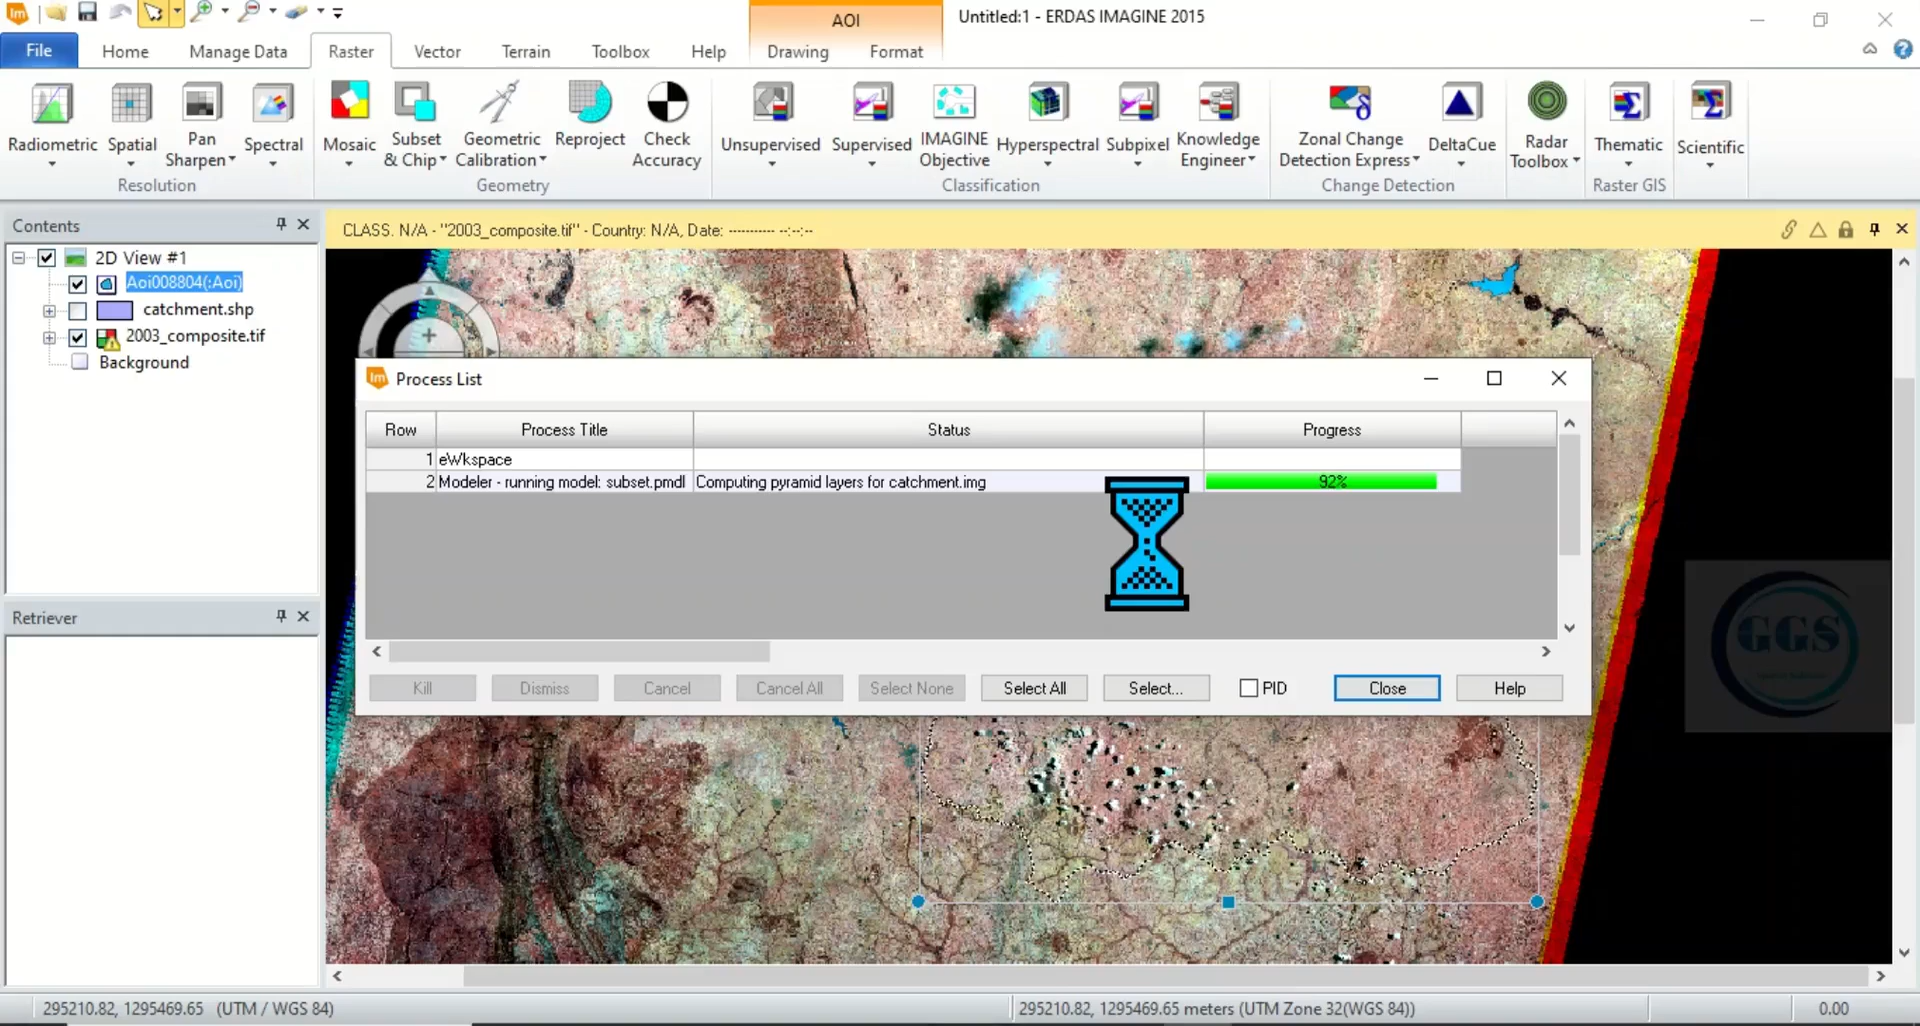 AOI
Untitled:1 - ERDAS IMAGINE 2015
File Home Manage Data Raster Vector Terrain Toolbox Help Drawing Format
Radiometric Spatial Pan Sharpen Spectral
Resolution
Mosaic Subset & Chip Geometric Calibration Reproject Check Accuracy
Geometry
Unsupervised Supervised IMAGINE Objective Hyperspectral Subpixel Knowledge Engineer
Classification
Zonal Change Detection Express DeltaCue
Change Detection
Radar Toolbox
Thematic
Raster GIS
Scientific
Contents
2D View #1
Aoi008804(:Aoi)
catchment.shp
2003_composite.tif
Background
Retriever
CLASS. N/A - "2003_composite.tif" - Country: N/A, Date: ----------- --:--:--
Process List
Row Process Title Status Progress
1 eWkspace
2 Modeler - running model: subset.pmdl Computing pyramid layers for catchment.img 92%
Kill Dismiss Cancel Cancel All Select None Select All Select... PID Close Help
GGS
295210.82, 1295469.65 (UTM / WGS 84)
295210.82, 1295469.65 meters (UTM Zone 32(WGS 84))
0.00